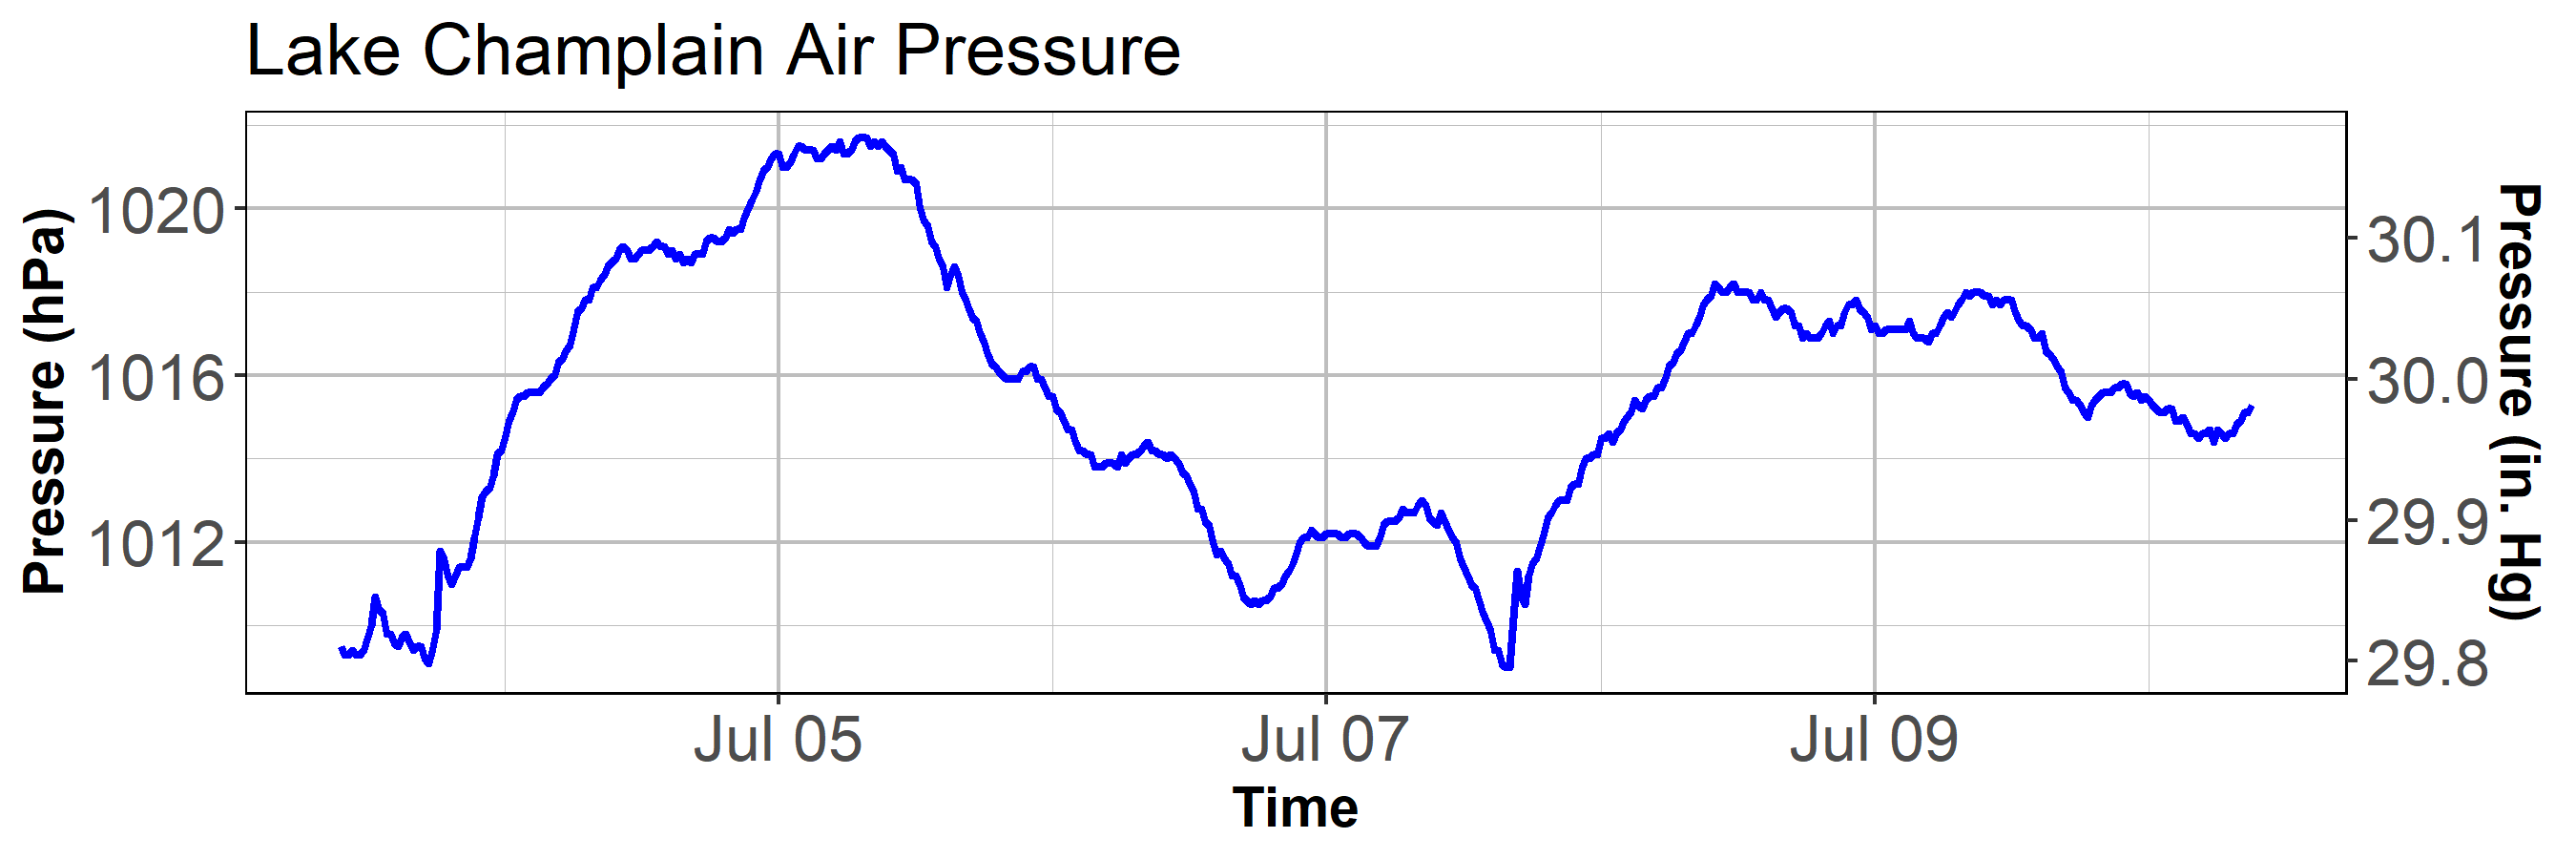 Lake Champlain Air Pressure
Pressure (hPa)
1020
1016
1012
30.1
30.0
29.9
29.8
Pressure (in. Hg)
Jul 05
Jul 07
Jul 09
Time